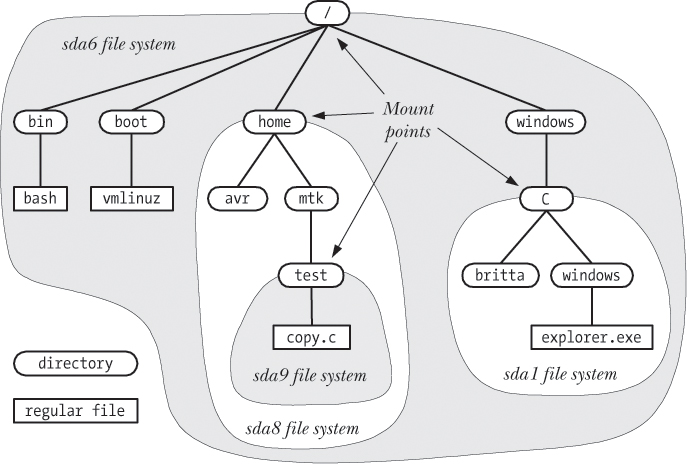 /
sda6 file system
Mount
points
bin
boot
home
windows
bash
vmlinuz
avr
mtk
C
test
britta
windows
copy.c
explorer.exe
directory
sda9 file system
sda1 file system
regular file
sda8 file system